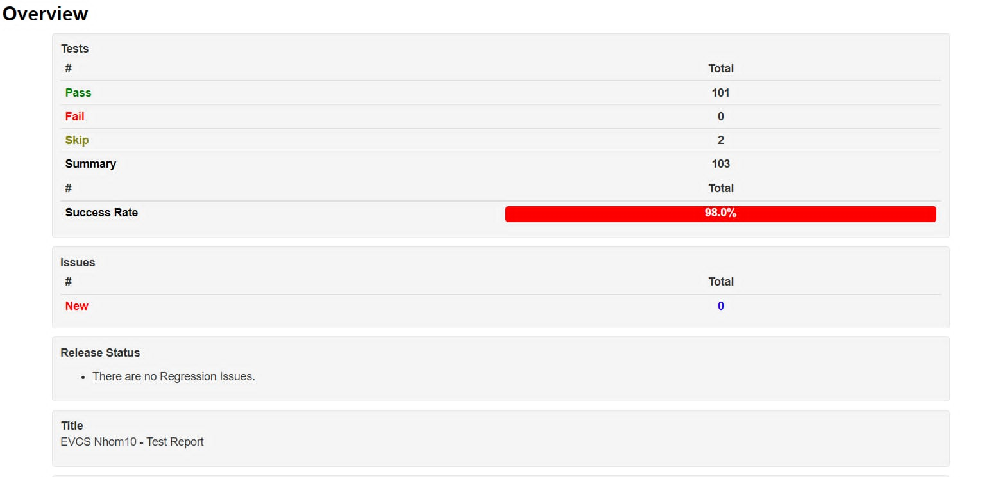 Overview
Tests
# Total
Pass 101
Fail 0
Skip 2
Summary 103
# Total
Success Rate 98.0%
Issues
# Total
New 0
Release Status
• There are no Regression Issues.
Title
EVCS Nhom10 - Test Report